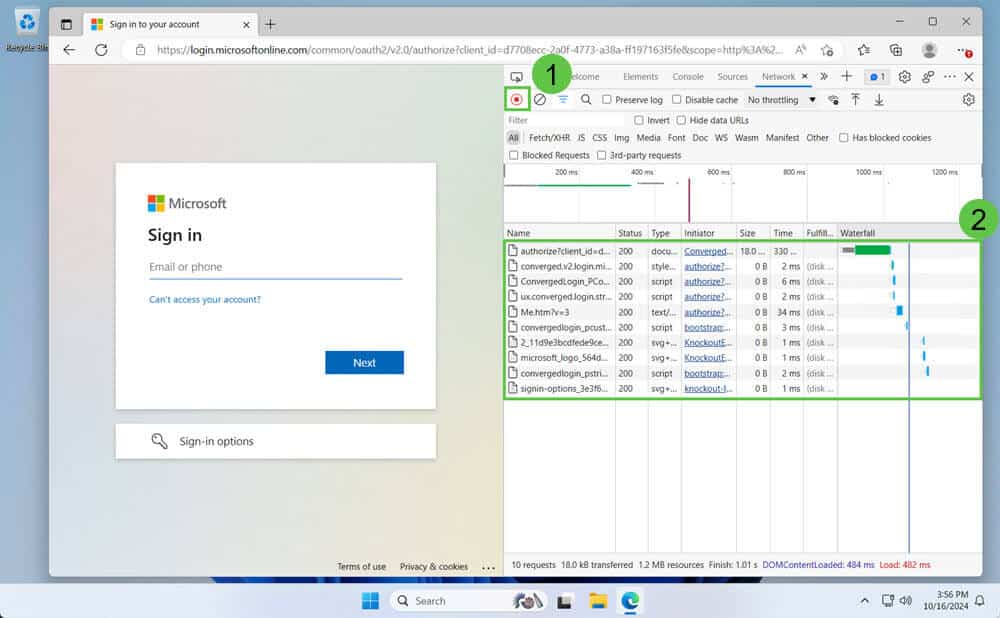 Recycle Bin
Sign in to your account
https://login.microsoftonline.com/common/oauth2/v2.0/authorize?client_id=d7708ecc-2a0f-4773-a38a-ff197163f5fe&scope=http%3A%2...
1
elcome Elements Console Sources Network 1
Preserve log Disable cache No throttling
Filter Invert Hide data URLs
All Fetch/XHR JS CSS Img Media Font Doc WS Wasm Manifest Other Has blocked cookies
Blocked Requests 3rd-party requests
200 ms 400 ms 600 ms 800 ms 1000 ms 1200 ms
2
Name Status Type Initiator Size Time Fulfill... Waterfall
authorize?client_id=d... 200 docu... Converged... 18.0 ... 330 ...
converged.v2.login.mi... 200 style... authorize?... 0 B 2 ms (disk ...
ConvergedLogin_PCo... 200 script authorize?... 0 B 6 ms (disk ...
ux.converged.login.str... 200 script authorize?... 0 B 2 ms (disk ...
Me.htm?v=3 200 text/... authorize?... 0 B 34 ms (disk ...
convergedlogin_pcust... 200 script bootstrap:... 0 B 3 ms (disk ...
2_11d9e3bcdfede9ce... 200 svg+... KnockoutE... 0 B 1 ms (disk ...
microsoft_logo_564d... 200 svg+... KnockoutE... 0 B 1 ms (disk ...
convergedlogin_pstri... 200 script bootstrap:... 0 B 2 ms (disk ...
signin-options_3e3f6... 200 svg+... knockout-l... 0 B 1 ms (disk ...
Microsoft
Sign in
Email or phone
Can't access your account?
Next
Sign-in options
Terms of use Privacy & cookies ...
10 requests 18.0 kB transferred 1.2 MB resources Finish: 1.01 s DOMContentLoaded: 484 ms Load: 482 ms
Search
3:56 PM
10/16/2024